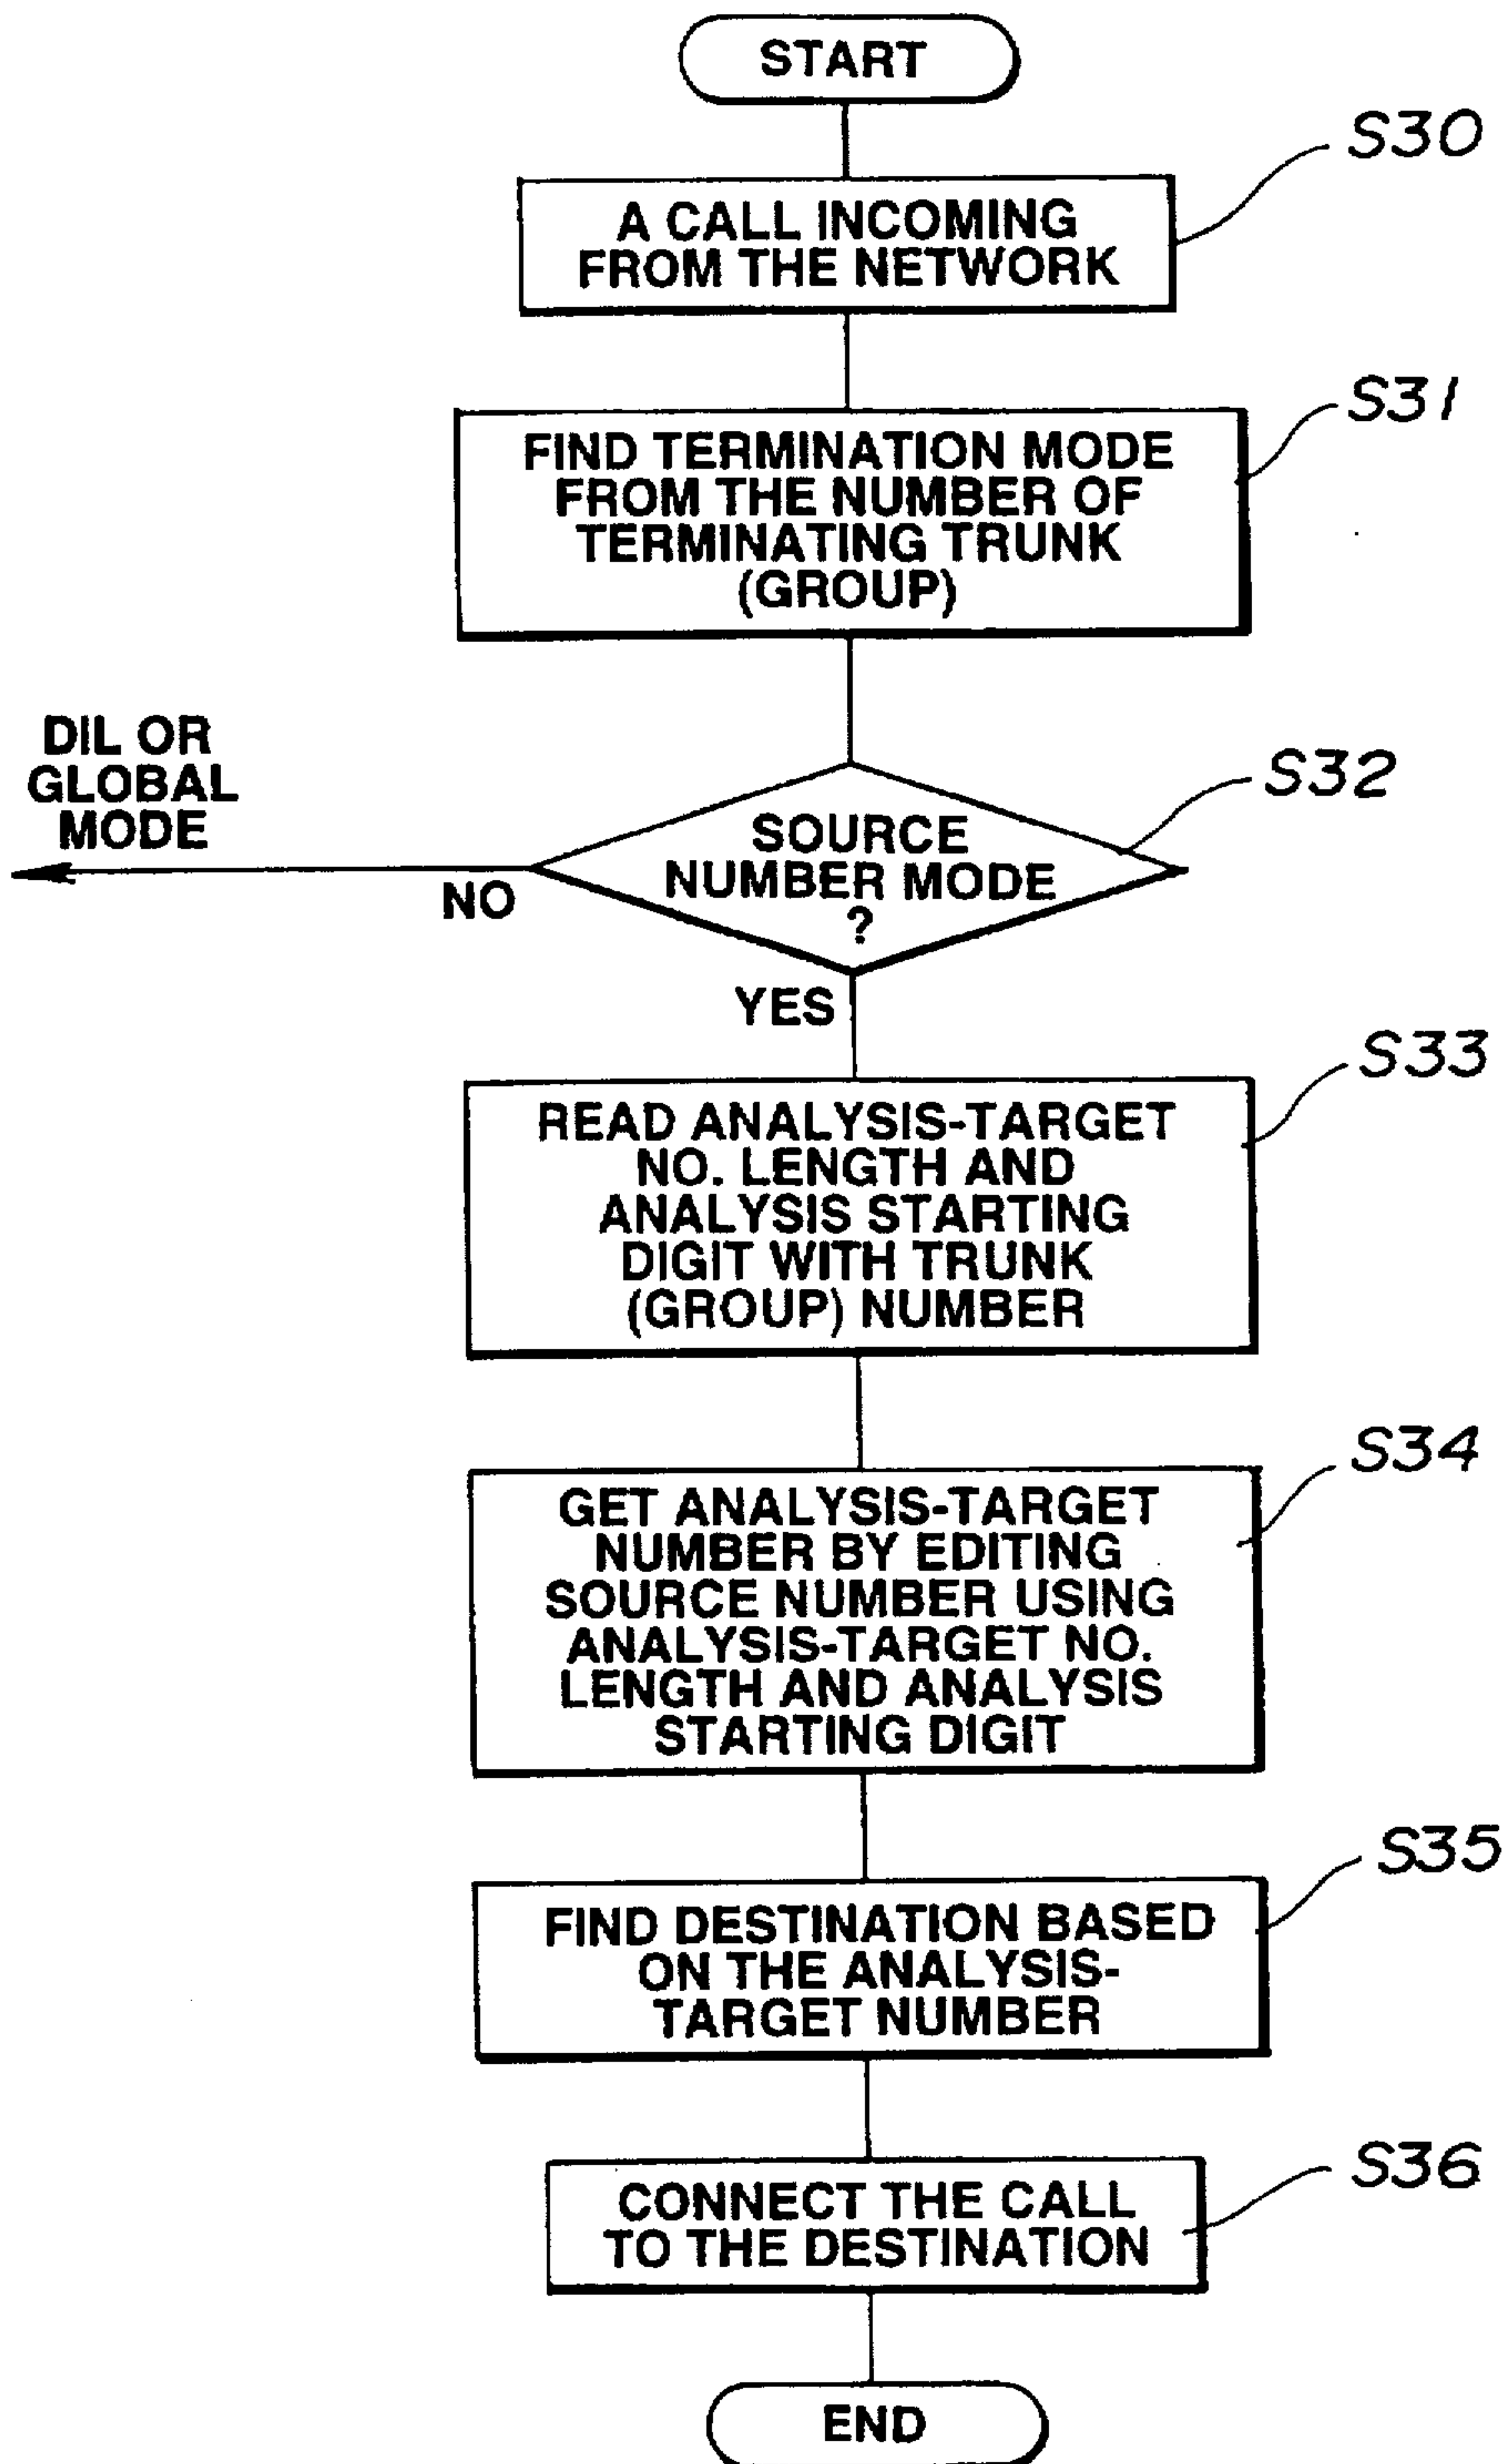 START
S30
A CALL INCOMING
FROM THE NETWORK
S31
FIND TERMINATION MODE
FROM THE NUMBER OF
TERMINATING TRUNK
(GROUP)
DIL OR
GLOBAL
MODE
S32
SOURCE
NUMBER MODE
?
NO
YES
S33
READ ANALYSIS-TARGET
NO. LENGTH AND
ANALYSIS STARTING
DIGIT WITH TRUNK
(GROUP) NUMBER
S34
GET ANALYSIS-TARGET
NUMBER BY EDITING
SOURCE NUMBER USING
ANALYSIS-TARGET NO.
LENGTH AND ANALYSIS
STARTING DIGIT
S35
FIND DESTINATION BASED
ON THE ANALYSIS-
TARGET NUMBER
S36
CONNECT THE CALL
TO THE DESTINATION
END